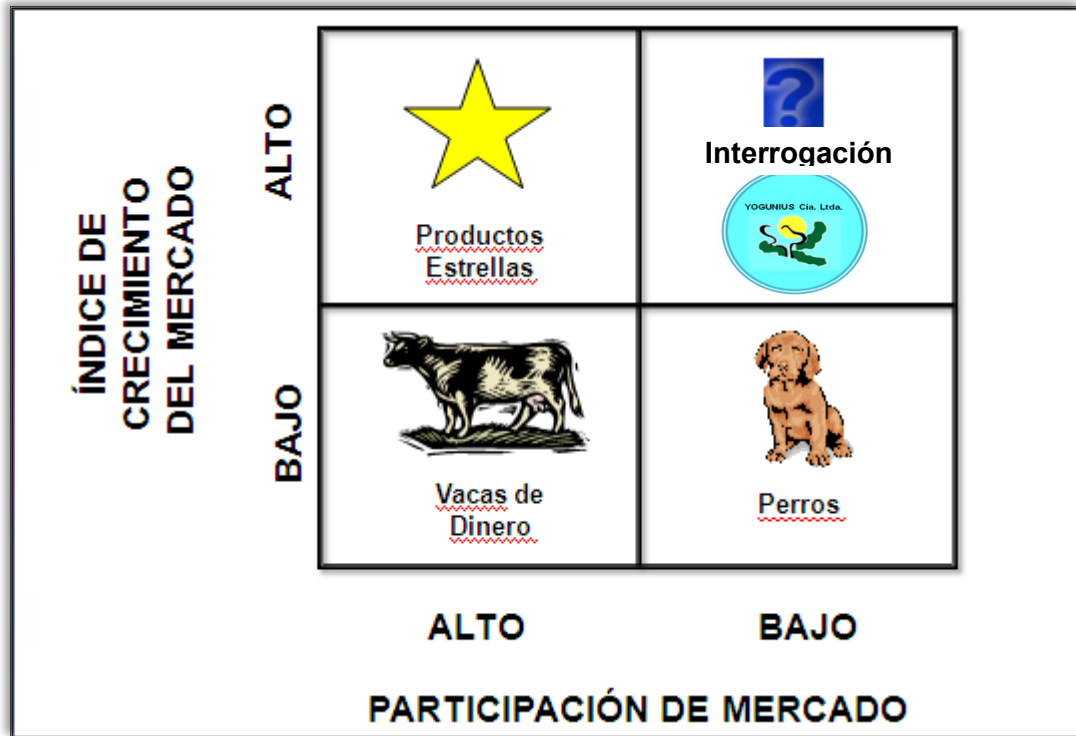 ÍNDICE DE
CRECIMIENTO
DEL MERCADO
ALTO
BAJO
Productos
Estrellas
?
Interrogación
YOGUNIUS Cia. Ltda.
Vacas de
Dinero
Perros
ALTO
BAJO
PARTICIPACIÓN DE MERCADO